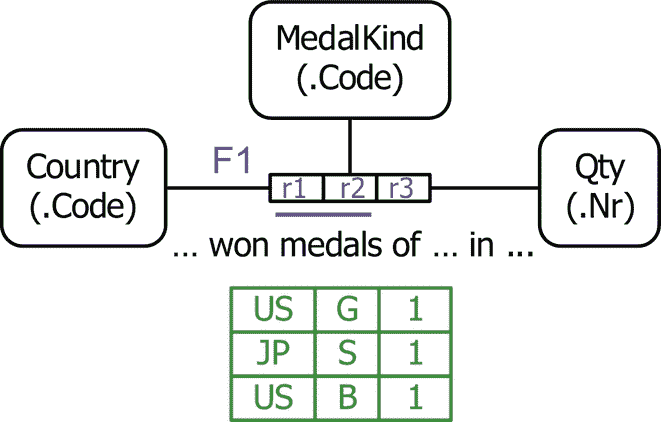 MedalKind
(.Code)
Country
(.Code)
F1
r1 r2 r3
Qty
(.Nr)
... won medals of ... in ...
US G 1
JP S 1
US B 1